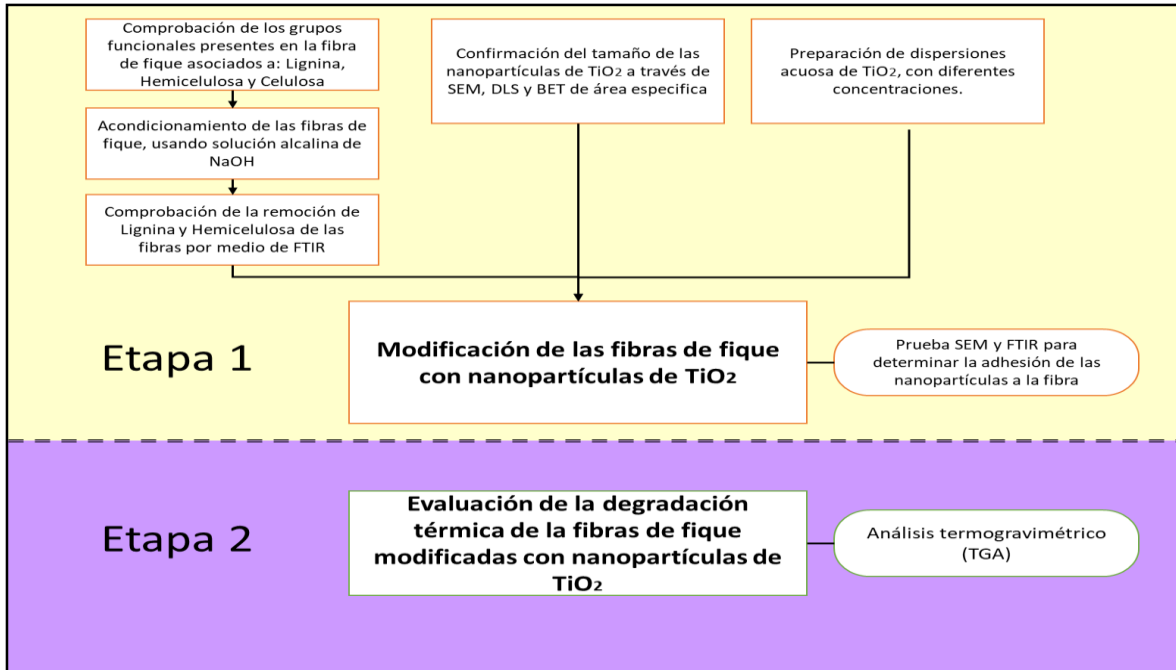 Comprobación de los grupos
funcionales presentes en la fibra
de fique asociados a: Lignina,
Hemicelulosa y Celulosa
Confirmación del tamaño de las
nanopartículas de TiO₂ a través de
SEM, DLS y BET de área especifica
Preparación de dispersiones
acuosa de TiO₂, con diferentes
concentraciones.
Acondicionamiento de las fibras de
fique, usando solución alcalina de
NaOH
Comprobación de la remoción de
Lignina y Hemicelulosa de las
fibras por medio de FTIR
Etapa 1
Modificación de las fibras de fique
con nanopartículas de TiO₂
Prueba SEM y FTIR para
determinar la adhesión de las
nanopartículas a la fibra
Etapa 2
Evaluación de la degradación
térmica de la fibras de fique
modificadas con nanopartículas de
TiO₂
Análisis termogravimétrico
(TGA)